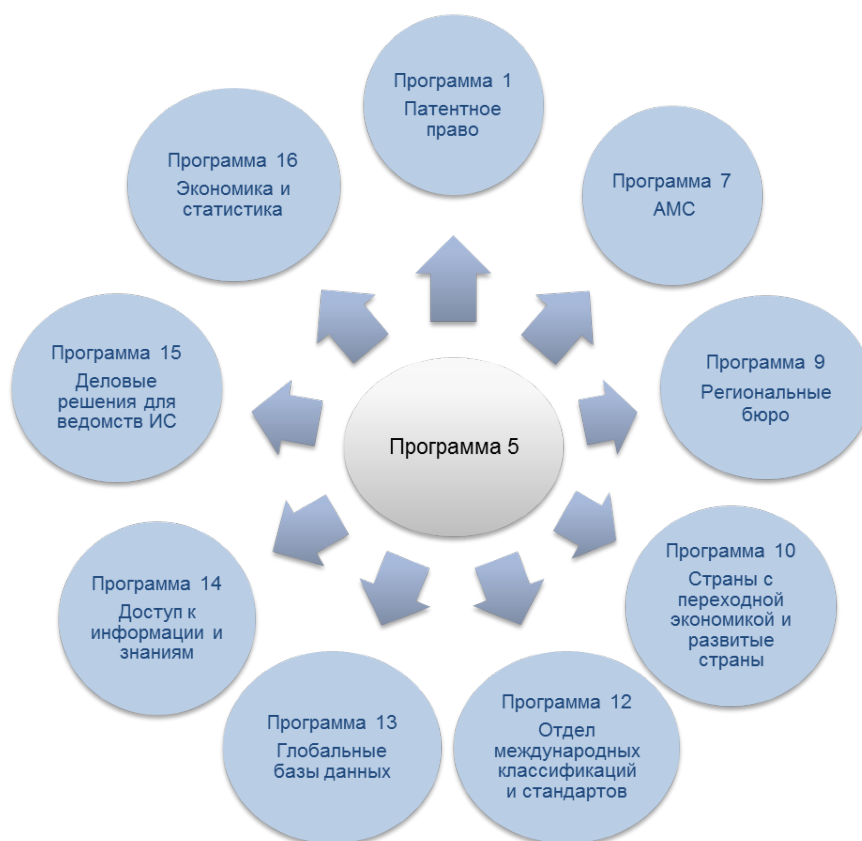 Программа 1
Патентное
право
Программа 7
АМС
Программа 9
Региональные
бюро
Программа 10
Страны с
переходной
экономикой и
развитые
страны
Программа 12
Отдел
международных
классификаций
и стандартов
Программа 13
Глобальные
базы данных
Программа 14
Доступ к
информации и
знаниям
Программа 15
Деловые
решения для
ведомств ИС
Программа 16
Экономика и
статистика
Программа 5